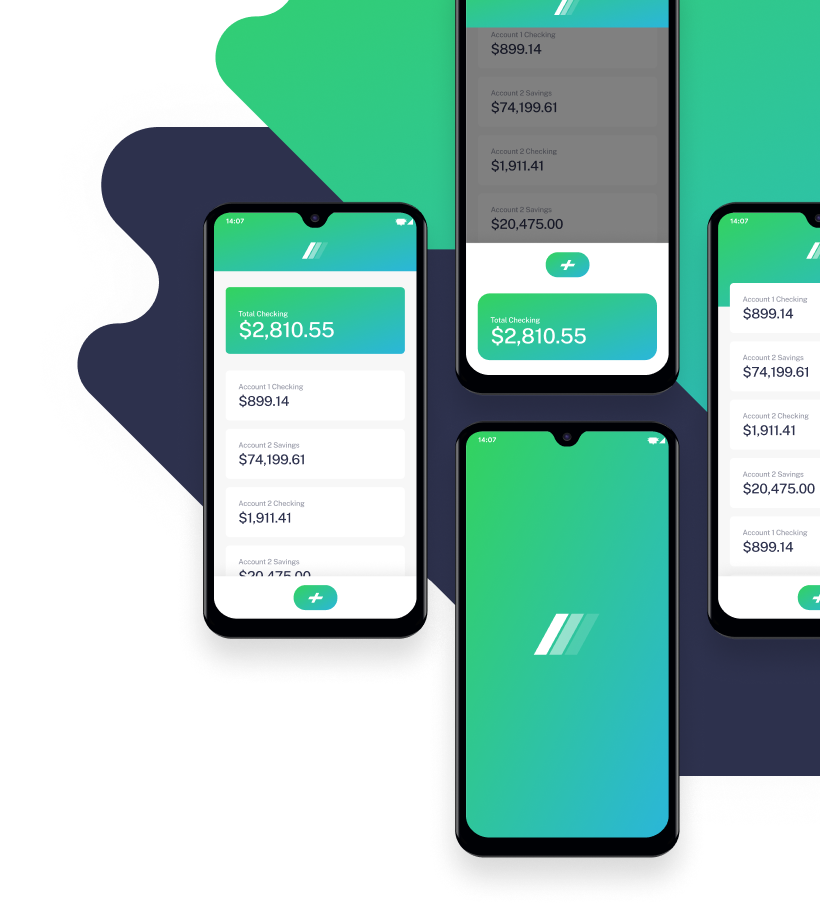 Account 1 Checking
$899.14
Account 2 Savings
$74,199.61
Account 2 Checking
$1,911.41
Account 2 Savings
$20,475.00
Total Checking
$2,810.55
14:07
Total Checking
$2,810.55
Account 1 Checking
$899.14
Account 2 Savings
$74,199.61
Account 2 Checking
$1,911.41
Account 2 Savings
$20,475.00
14:07
Account 1 Checking
$899.14
Account 2 Savings
$74,199.61
Account 2 Checking
$1,911.41
Account 2 Savings
$20,475.00
Account 1 Checking
$899.14
14:07